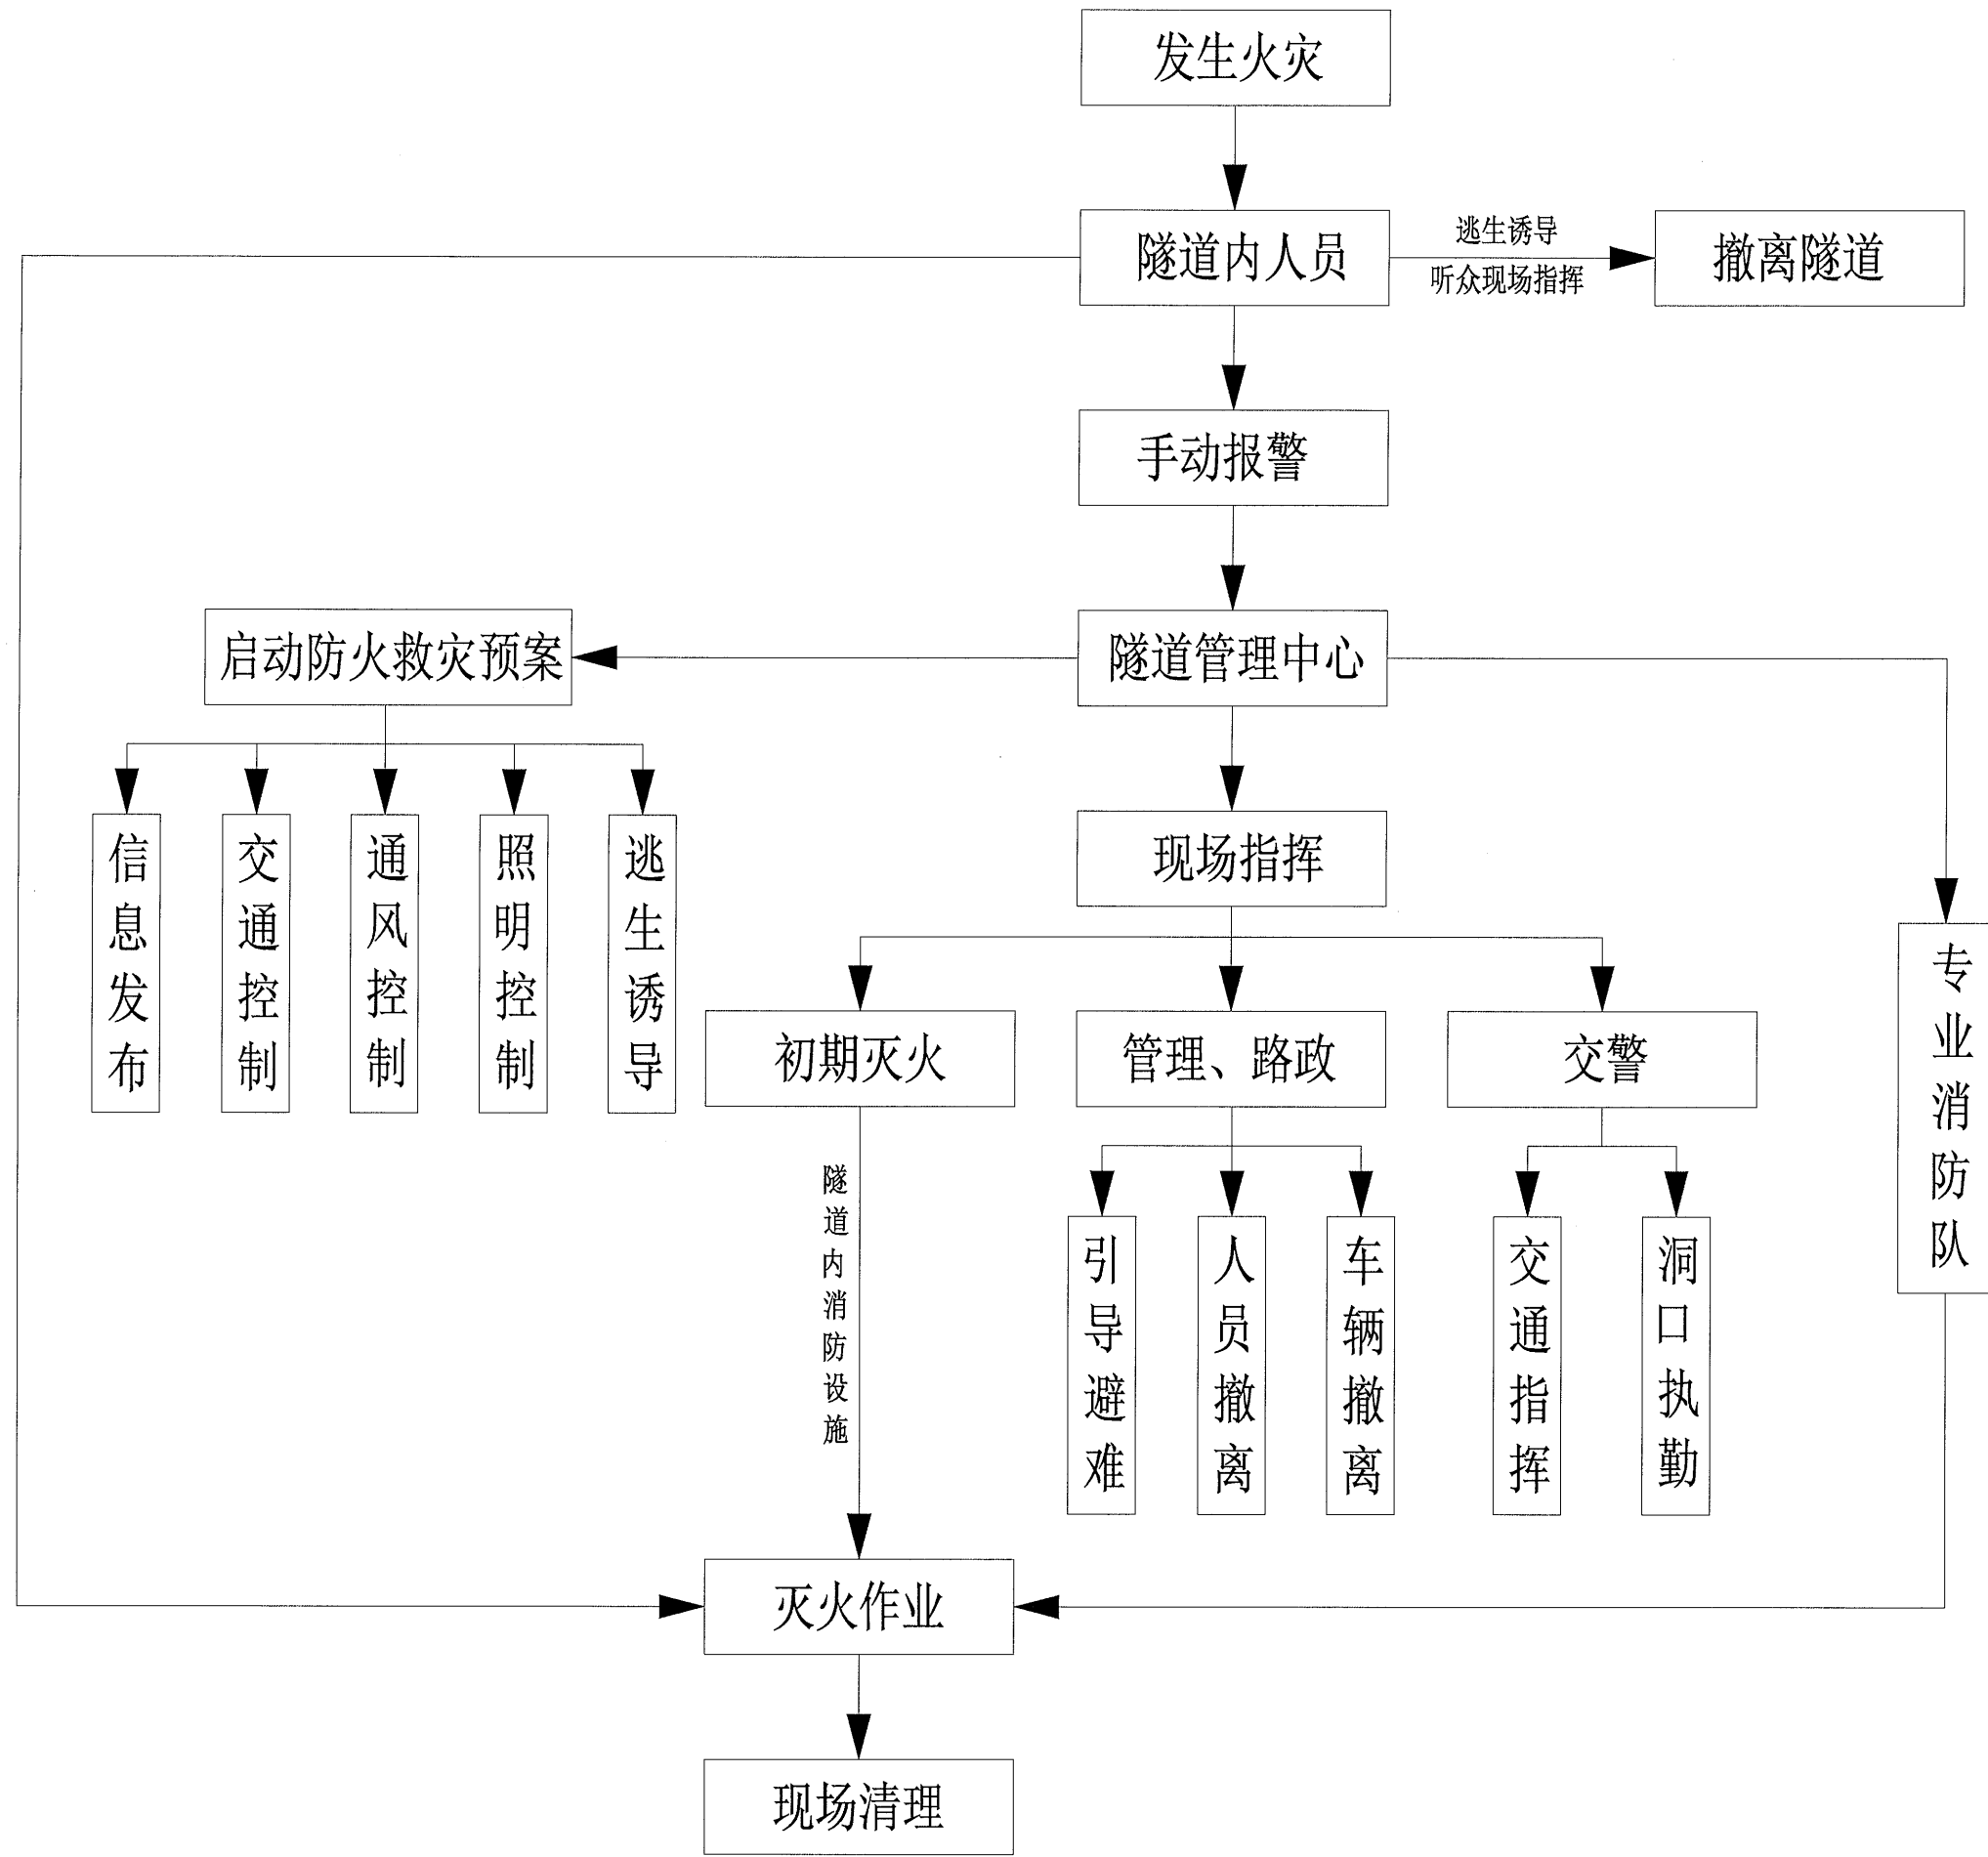 发生火灾
隧道内人员
逃生诱导
听众现场指挥
撤离隧道
手动报警
启动防火救灾预案
隧道管理中心
信息发布
交通控制
通风控制
照明控制
逃生诱导
现场指挥
专业消防队
初期灭火
管理、路政
交警
隧道内消防设施
引导避难
人员撤离
车辆撤离
交通指挥
洞口执勤
灭火作业
现场清理